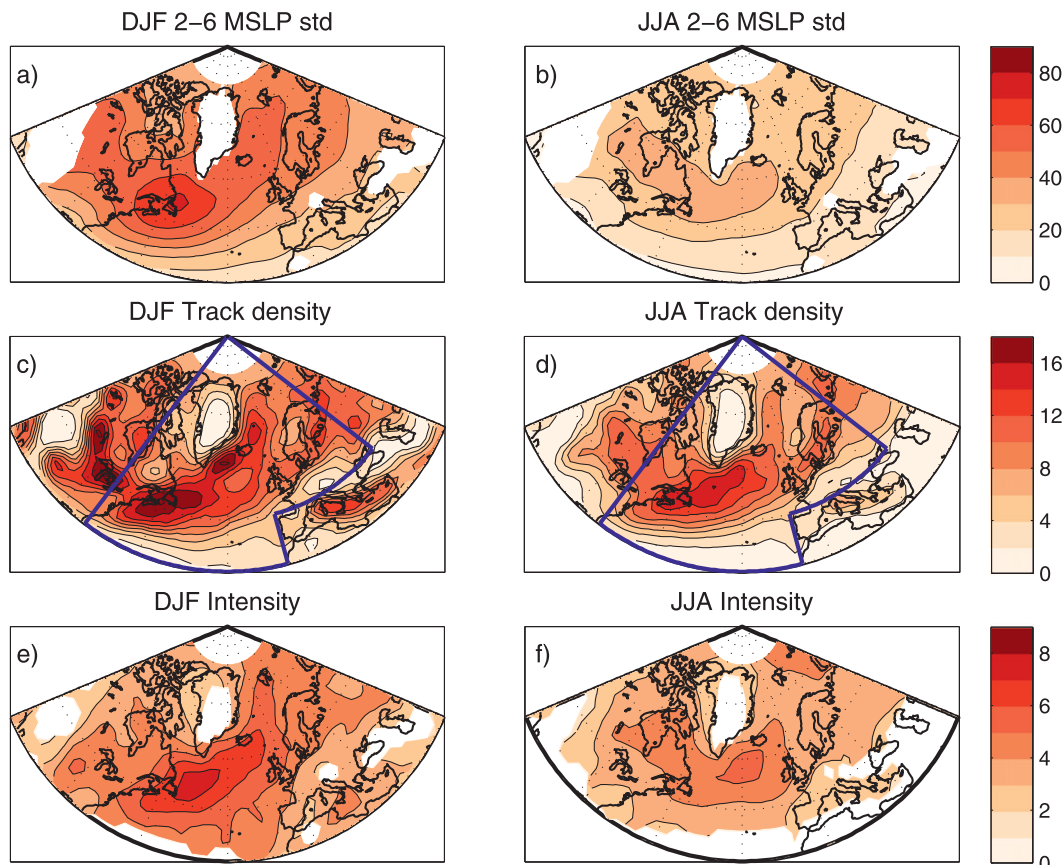 DJF 2−6 MSLP std
JJA 2−6 MSLP std
a)
b)
80
60
40
20
0
DJF Track density
JJA Track density
c)
d)
16
12
8
4
0
DJF Intensity
JJA Intensity
e)
f)
8
6
4
2
0